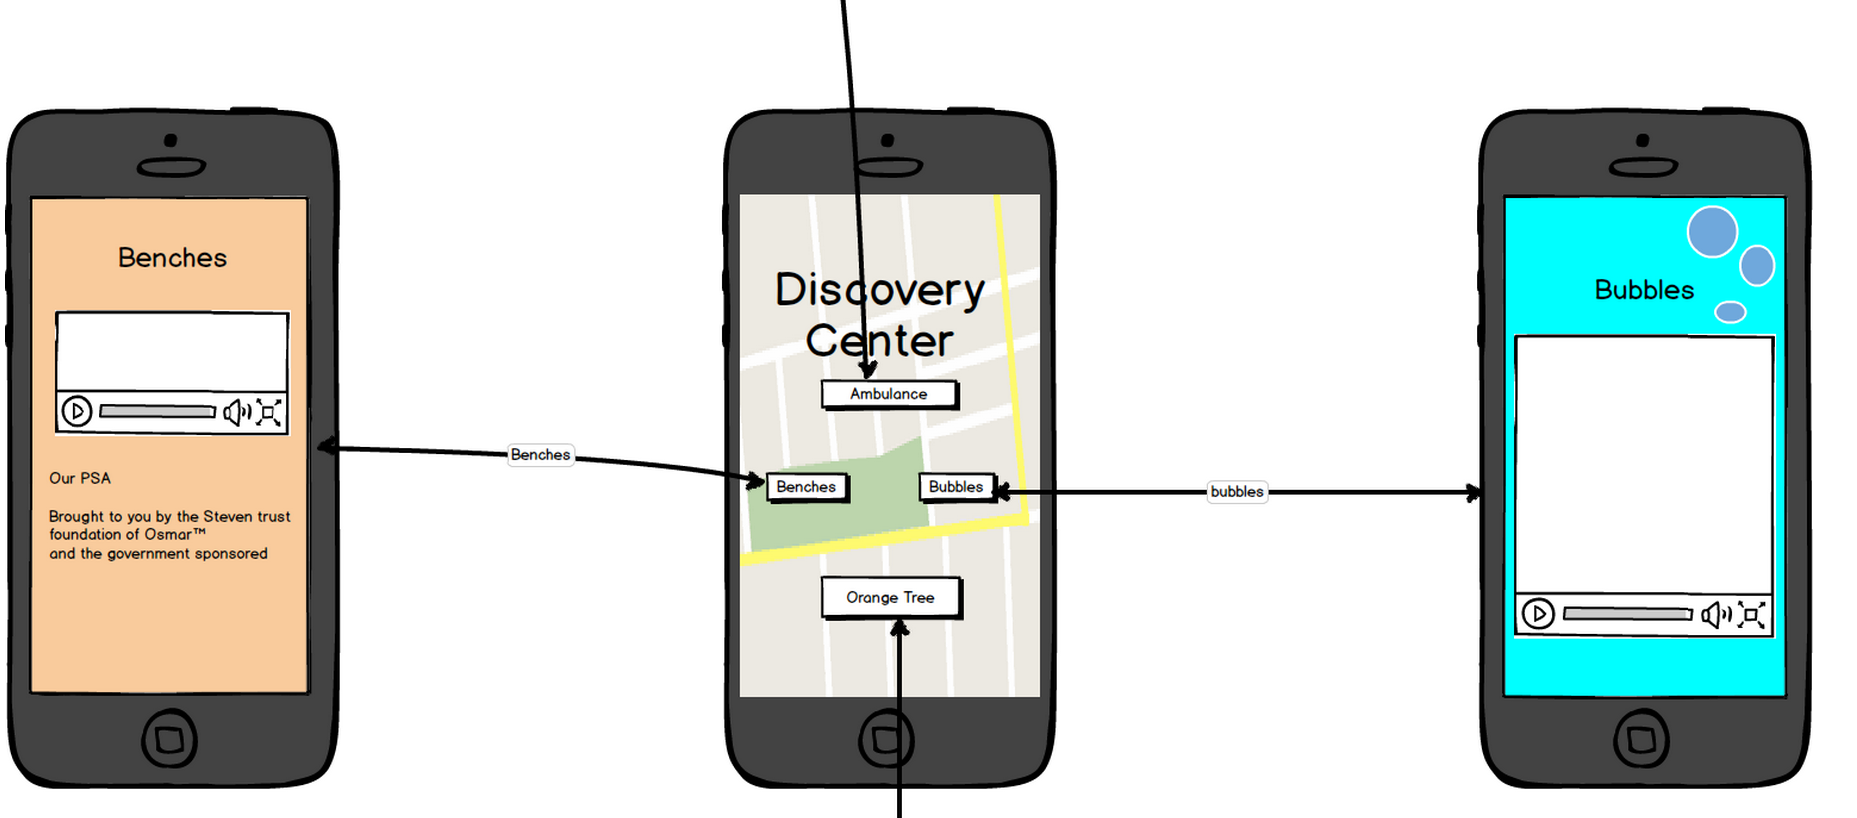 Benches
Our PSA
Brought to you by the Steven trust
foundation of Osmar™
and the government sponsored
Benches
Discovery
Center
Ambulance
Benches
Bubbles
Orange Tree
bubbles
Bubbles